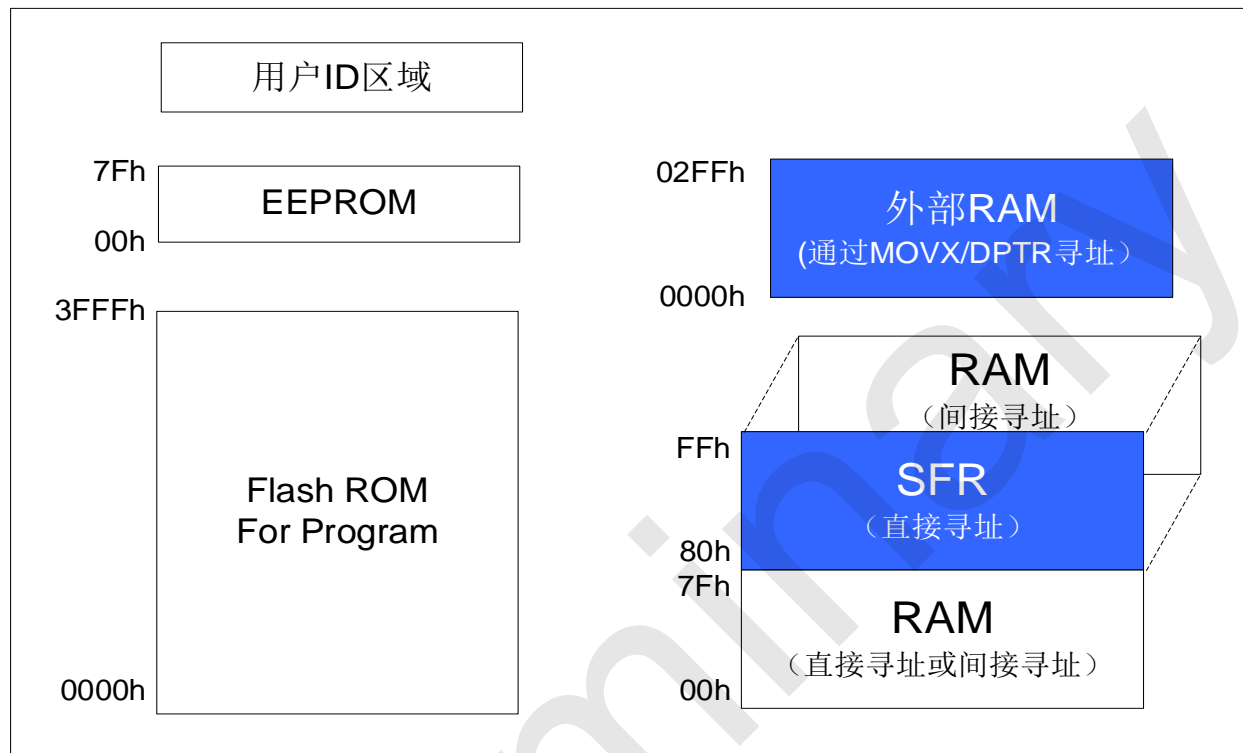 用户ID区域
7Fh
EEPROM
00h
3FFFh
Flash ROM
For Program
0000h
02FFh
外部RAM
(通过MOVX/DPTR寻址）
0000h
RAM
（间接寻址）
FFh
SFR
（直接寻址）
80h
7Fh
RAM
（直接寻址或间接寻址）
00h
minary